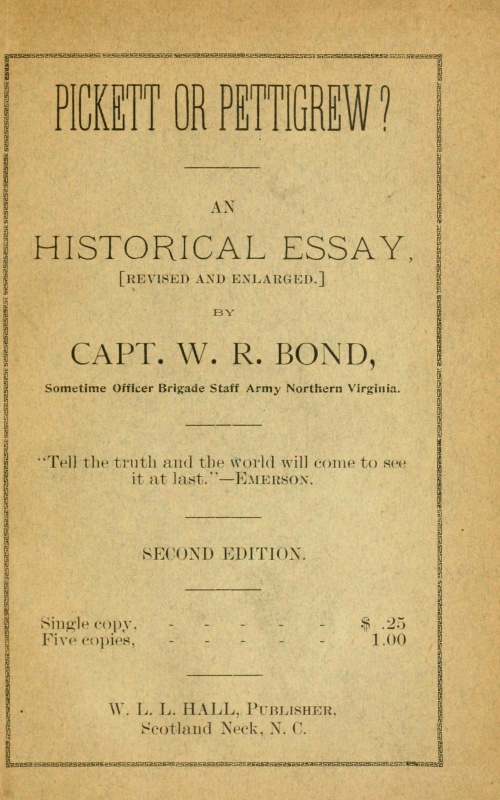 PICKETT OR PETTIGREW?
AN
HISTORICAL ESSAY,
[REVISED AND ENLARGED.]
BY
CAPT. W. R. BOND,
Sometime Officer Brigade Staff Army Northern Virginia.
"Tell the truth and the world will come to see
it at last."—EMERSON.
SECOND EDITION.
Single copy, - - - - - $ .25
Five copies, - - - - - 1.00
W. L. L. HALL, PUBLISHER,
Scotland Neck, N. C.